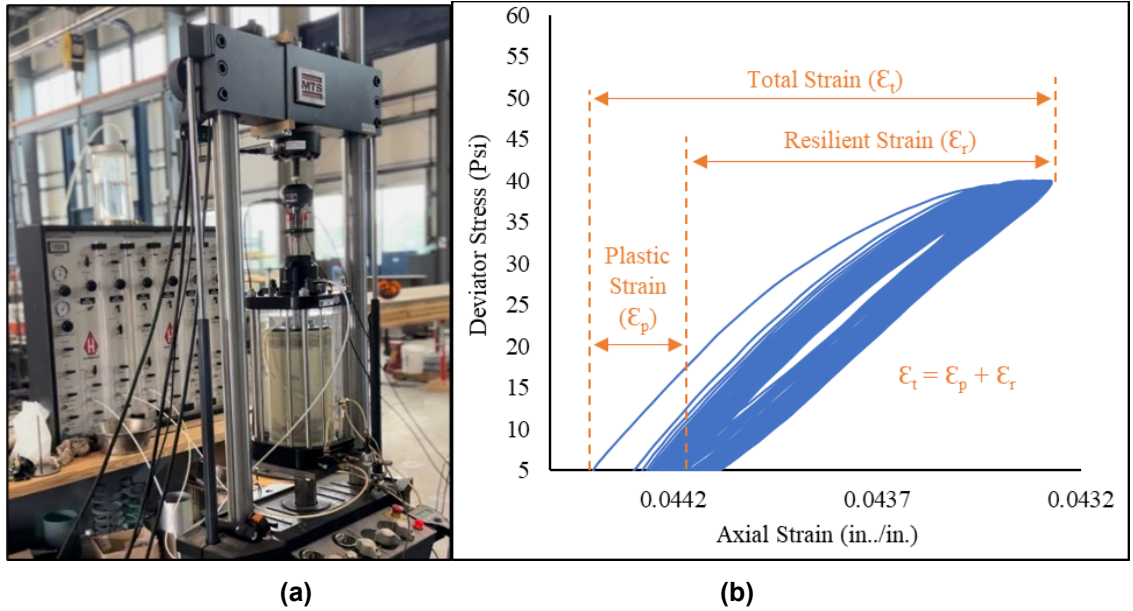 MTS
H
H
60
55
50
45
40
35
30
25
20
15
10
5
Deviator Stress (Psi)
Total Strain (Ɛt)
Resilient Strain (Ɛr)
Plastic
Strain
(Ɛp)
Ɛt = Ɛp + Ɛr
0.0442
0.0437
0.0432
Axial Strain (in../in.)
(a)
(b)